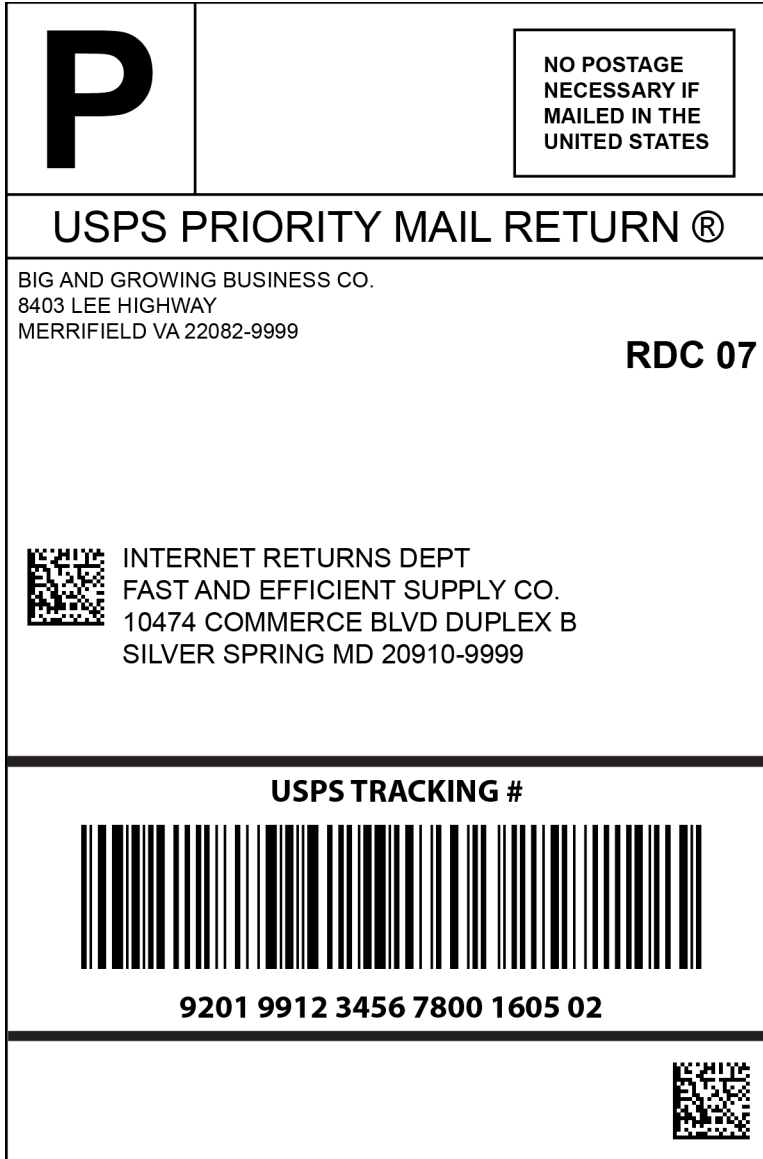 P
NO POSTAGE
NECESSARY IF
MAILED IN THE
UNITED STATES
USPS PRIORITY MAIL RETURN ®
BIG AND GROWING BUSINESS CO.
8403 LEE HIGHWAY
MERRIFIELD VA 22082-9999
RDC 07
INTERNET RETURNS DEPT
FAST AND EFFICIENT SUPPLY CO.
10474 COMMERCE BLVD DUPLEX B
SILVER SPRING MD 20910-9999
USPS TRACKING #
9201 9912 3456 7800 1605 02